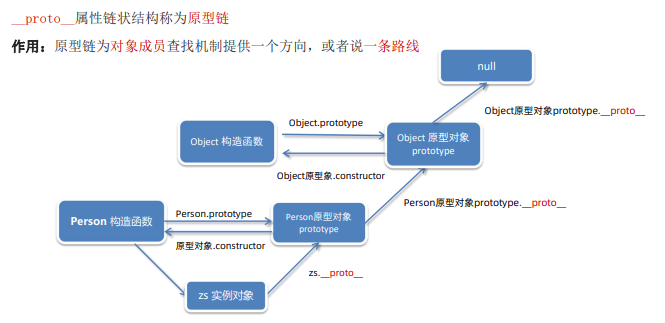 __proto__属性链状结构称为原型链
作用：原型链为对象成员查找机制提供一个方向，或者说一条路线
null
Object原型对象prototype.__proto__
Object.prototype
Object 构造函数
Object 原型对象
prototype
Object原型象.constructor
Person原型对象prototype.__proto__
Person 构造函数
Person.prototype
Person原型对象
prototype
原型对象.constructor
zs.__proto__
zs 实例对象